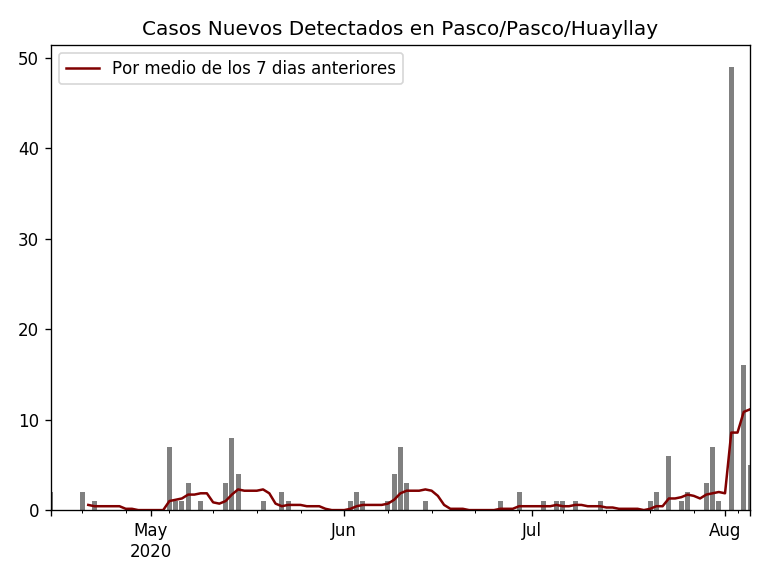 Casos Nuevos Detectados en Pasco/Pasco/Huayllay
Por medio de los 7 dias anteriores
50
40
30
20
10
0
May
2020
Jun
Jul
Aug